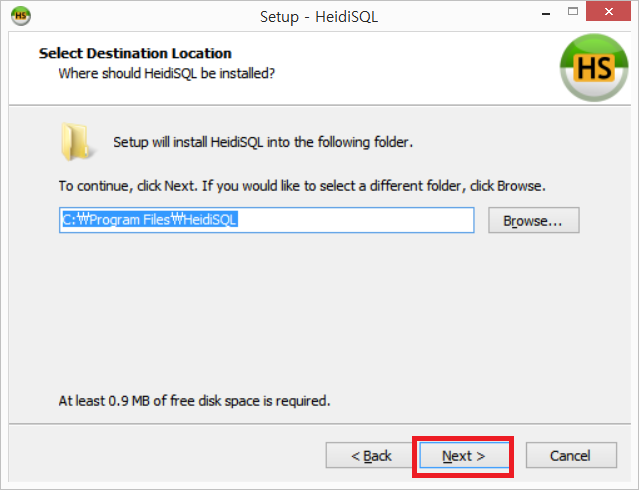 HS
Setup - HeidiSQL
Select Destination Location
Where should HeidiSQL be installed?
HS
Setup will install HeidiSQL into the following folder.
To continue, click Next. If you would like to select a different folder, click Browse.
C:₩Program Files₩HeidiSQL
Browse...
At least 0.9 MB of free disk space is required.
< Back
Next >
Cancel